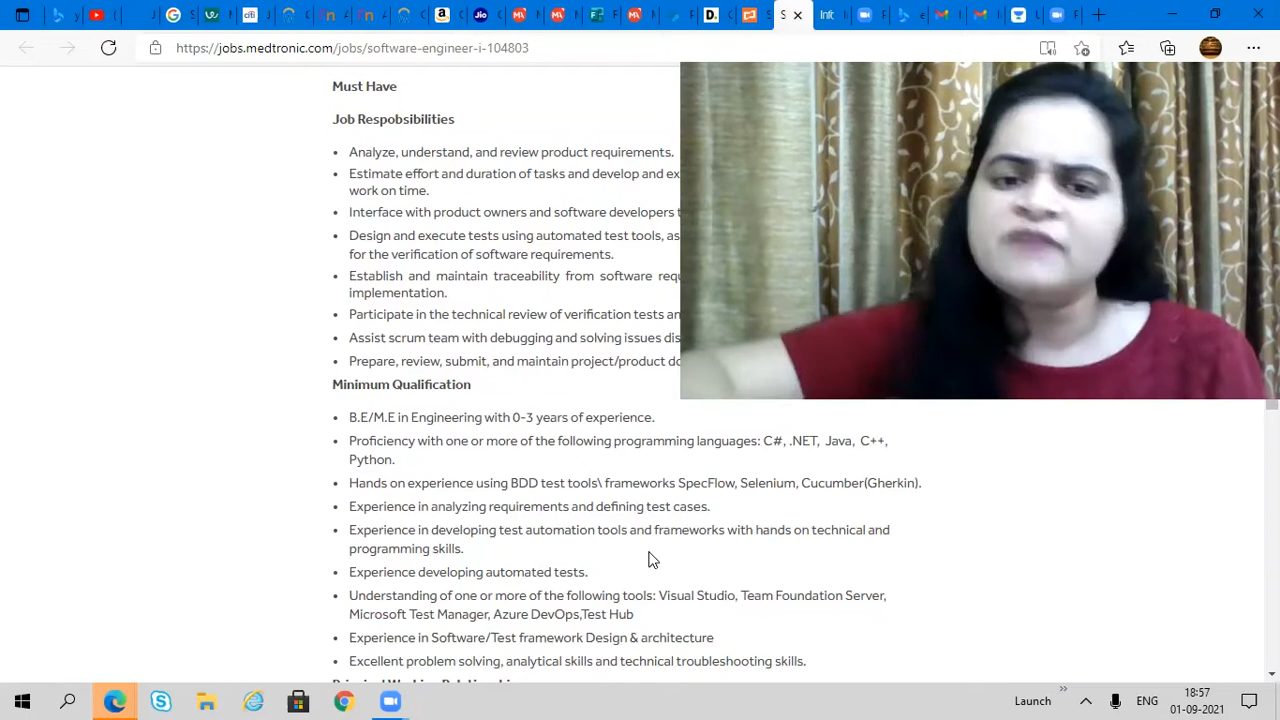 https://jobs.medtronic.com/jobs/software-engineer-i-104803
Must Have
Job Respobsibilities
• Analyze, understand, and review product requirements.
• Estimate effort and duration of tasks and develop and
work on time.
• Interface with product owners and software developers
• Design and execute tests using automated test tools,
for the verification of software requirements.
• Establish and maintain traceability from software
implementation.
• Participate in the technical review of verification tests
• Assist scrum team with debugging and solving issues
• Prepare, review, submit, and maintain project/product
Minimum Qualification
• B.E/M.E in Engineering with 0-3 years of experience.
• Proficiency with one or more of the following programming languages: C#, .NET, Java, C++,
Python.
• Hands on experience using BDD test tools\ frameworks SpecFlow, Selenium, Cucumber(Gherkin).
• Experience in analyzing requirements and defining test cases.
• Experience in developing test automation tools and frameworks with hands on technical and
programming skills.
• Experience developing automated tests.
• Understanding of one or more of the following tools: Visual Studio, Team Foundation Server,
Microsoft Test Manager, Azure DevOps,Test Hub
• Experience in Software/Test framework Design & architecture
• Excellent problem solving, analytical skills and technical troubleshooting skills.
Launch
ENG
18:57
01-09-2021